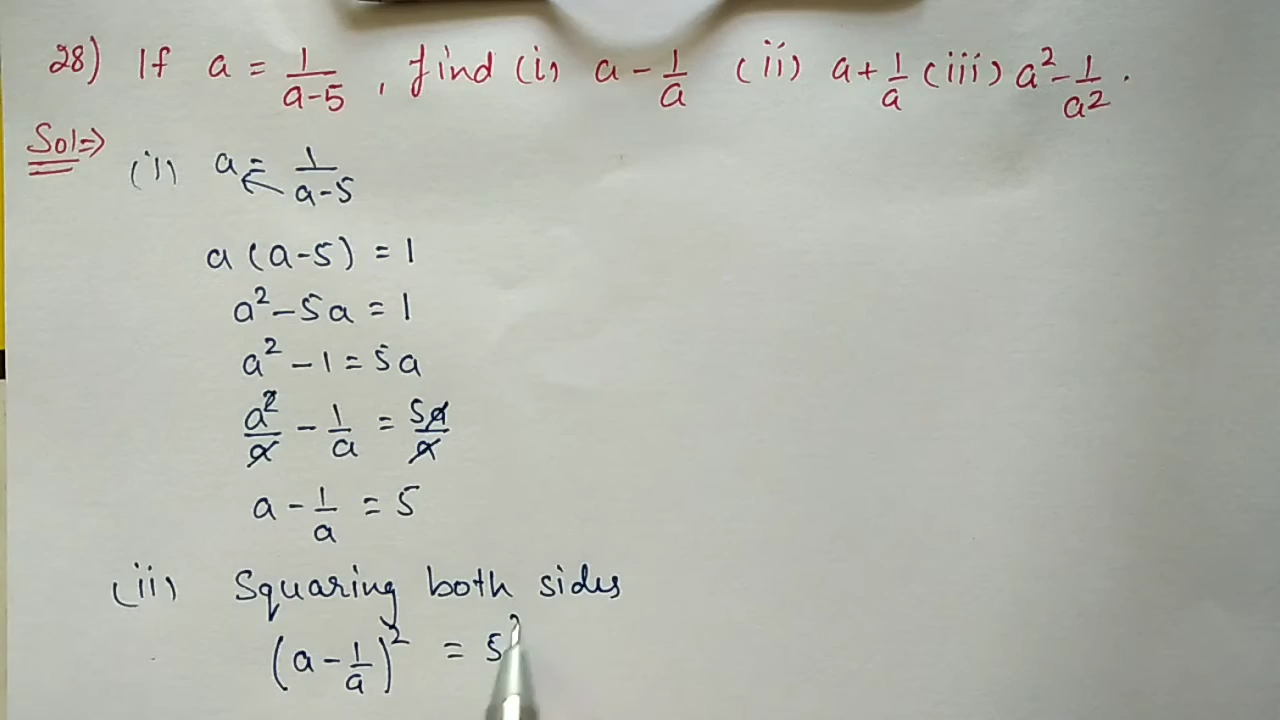 28) If a = 1/(a-5) , find (i) a - 1/a (ii) a + 1/a (iii) a² - 1/a² .
Sol=>
(i) a = 1/(a-5)
a (a-5) = 1
a² - 5a = 1
a² - 1 = 5a
a²/a - 1/a = 5a/a
a - 1/a = 5
(ii) Squaring both sides
(a - 1/a)² = 5²